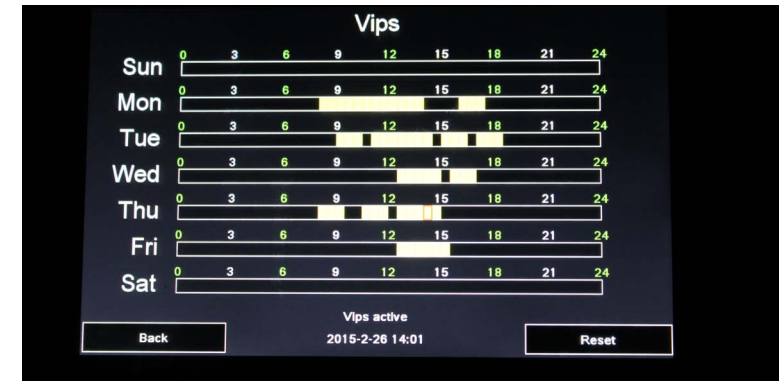 Vips
0 3 6 9 12 15 18 21 24
Sun
0 3 6 9 12 15 18 21 24
Mon
0 3 6 9 12 15 18 21 24
Tue
0 3 6 9 12 15 18 21 24
Wed
0 3 6 9 12 15 18 21 24
Thu
0 3 6 9 12 15 18 21 24
Fri
0 3 6 9 12 15 18 21 24
Sat
Vips active
Back 2015-2-26 14:01 Reset